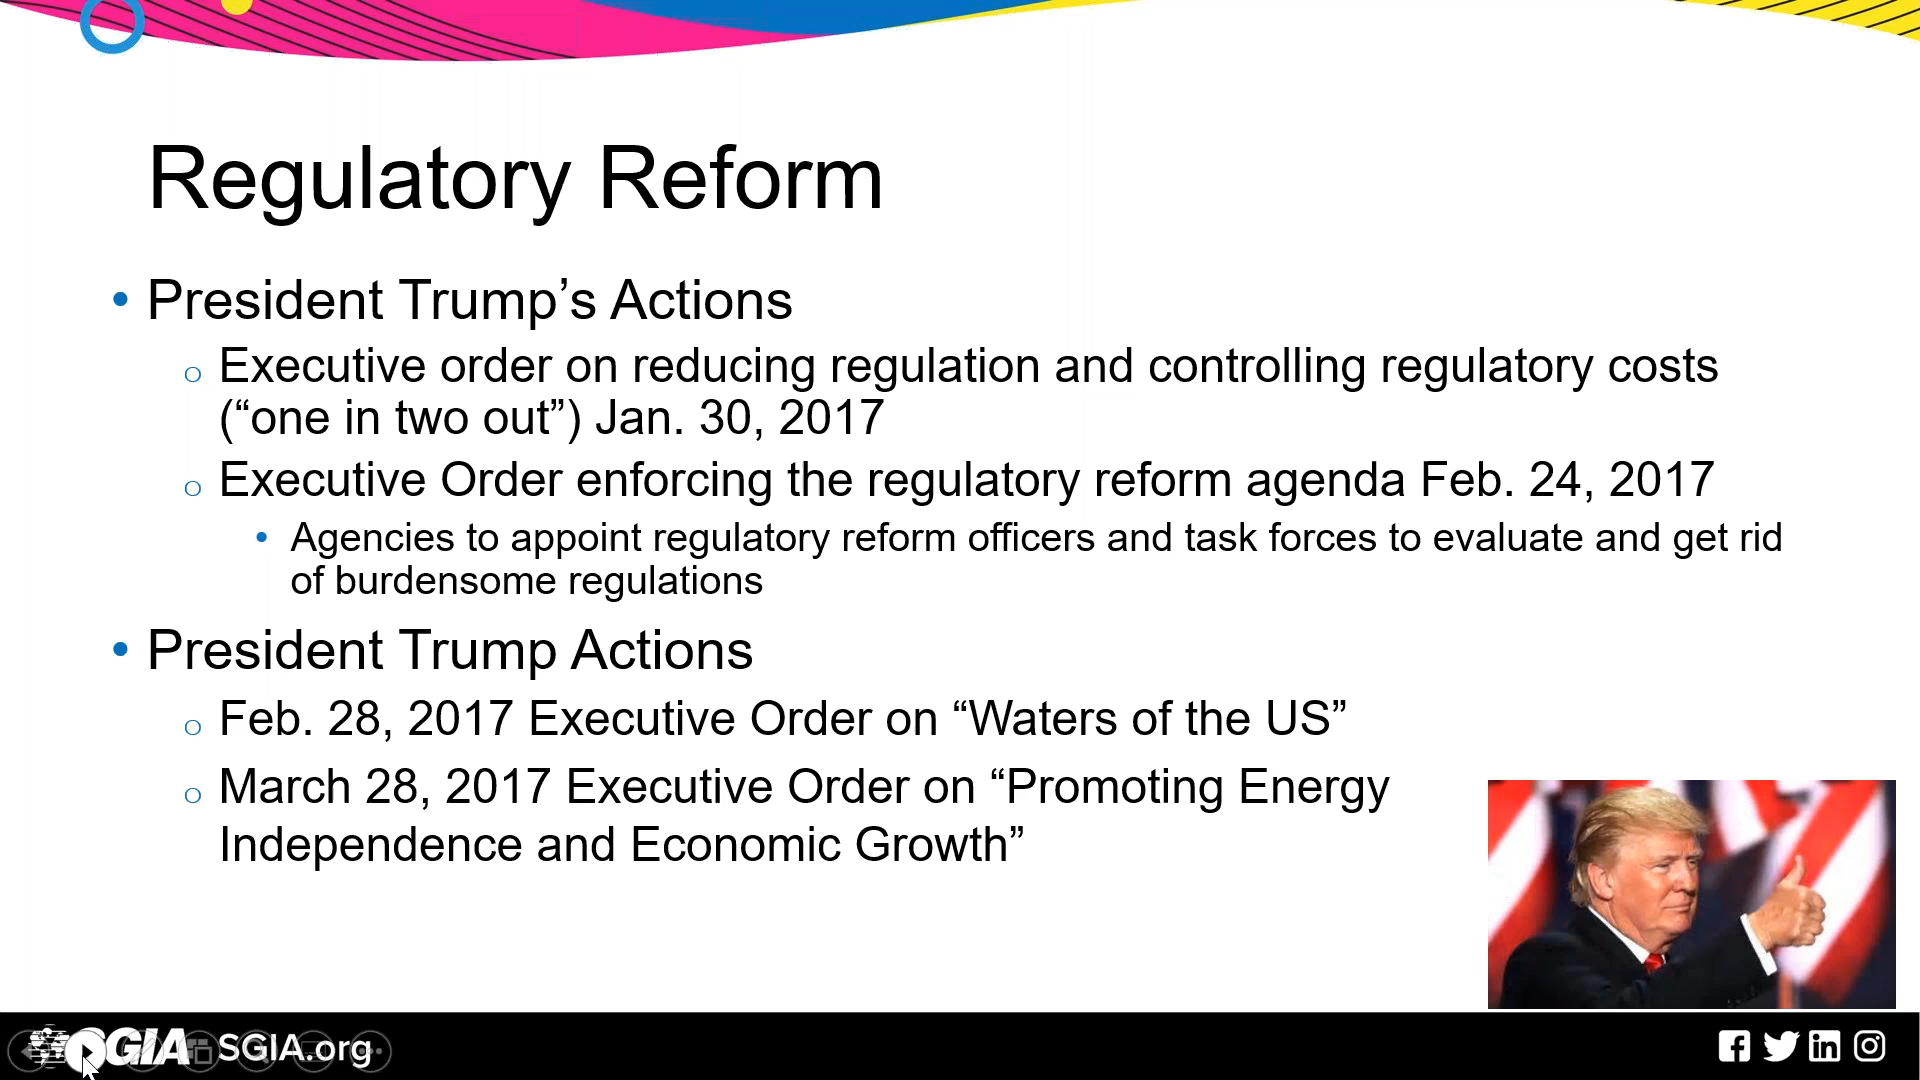 Regulatory Reform
• President Trump’s Actions
o Executive order on reducing regulation and controlling regulatory costs
(“one in two out”) Jan. 30, 2017
o Executive Order enforcing the regulatory reform agenda Feb. 24, 2017
• Agencies to appoint regulatory reform officers and task forces to evaluate and get rid
of burdensome regulations
• President Trump Actions
o Feb. 28, 2017 Executive Order on “Waters of the US”
o March 28, 2017 Executive Order on “Promoting Energy
Independence and Economic Growth”
SGIA SGIA.org